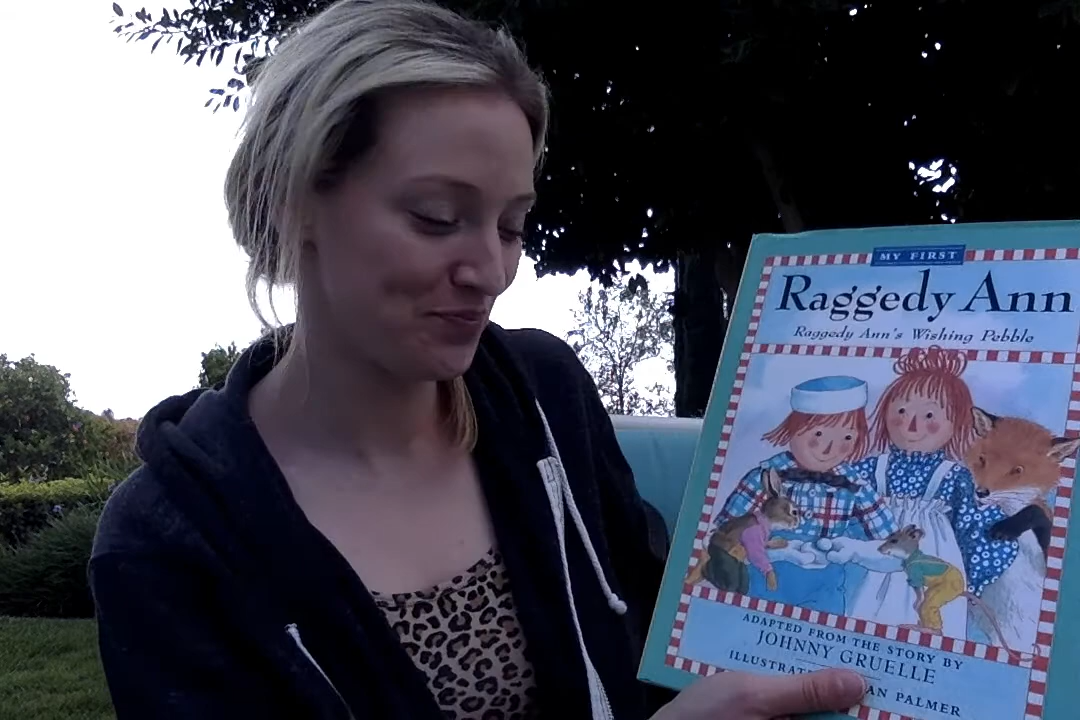 MY FIRST
Raggedy Ann
Raggedy Ann's Wishing Pebble
ADAPTED FROM THE STORY BY
JOHNNY GRUELLE
PALMER